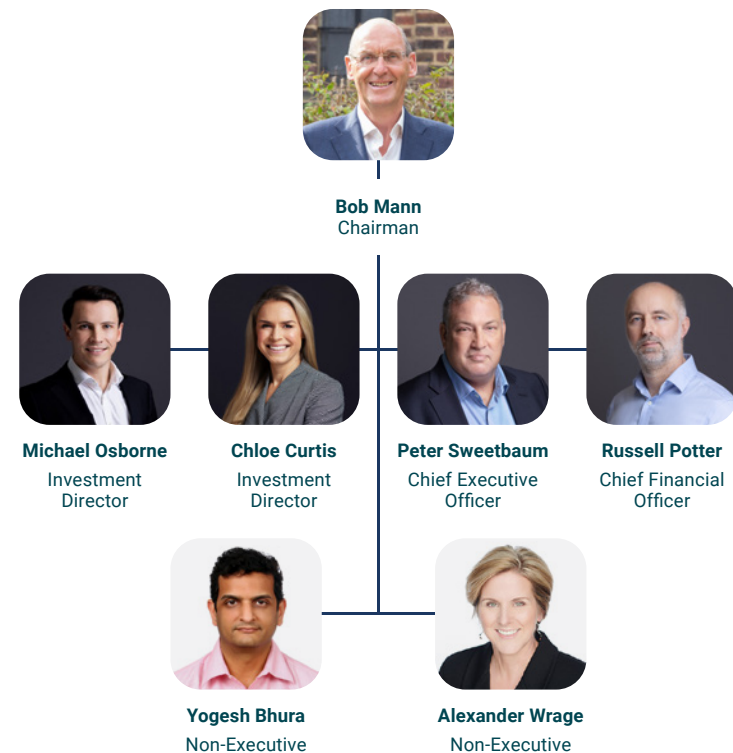 Bob Mann
Chairman
Michael Osborne
Chloe Curtis
Peter Sweetbaum
Russell Potter
Investment
Director
Investment
Director
Chief Executive
Officer
Chief Financial
Officer
Yogesh Bhura
Alexander Wrage
Non-Executive
Non-Executive